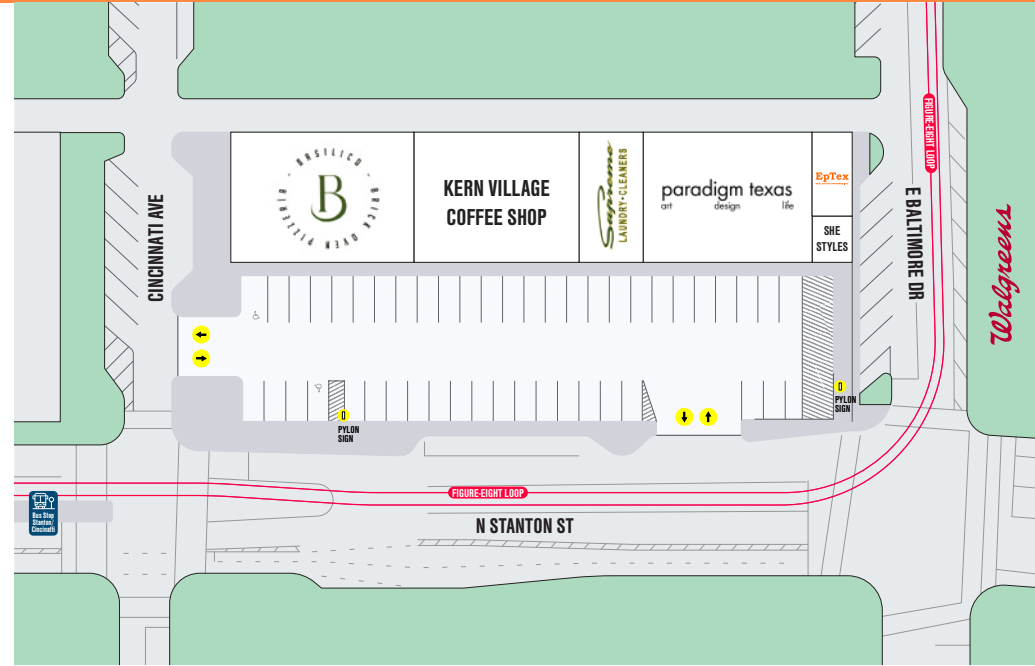 FIGURE-EIGHT LOOP
BASILICO · BRICK OVEN PIZZERIA ·
B
KERN VILLAGE
COFFEE SHOP
Supreme
LAUNDRY·CLEANERS
paradigm texas
art design life
EpTex
SHE
STYLES
CINCINNATI AVE
E BALTIMORE DR
Walgreens
PYLON
SIGN
PYLON
SIGN
FIGURE-EIGHT LOOP
Bus Stop
Stanton/
Cincinatti
N STANTON ST